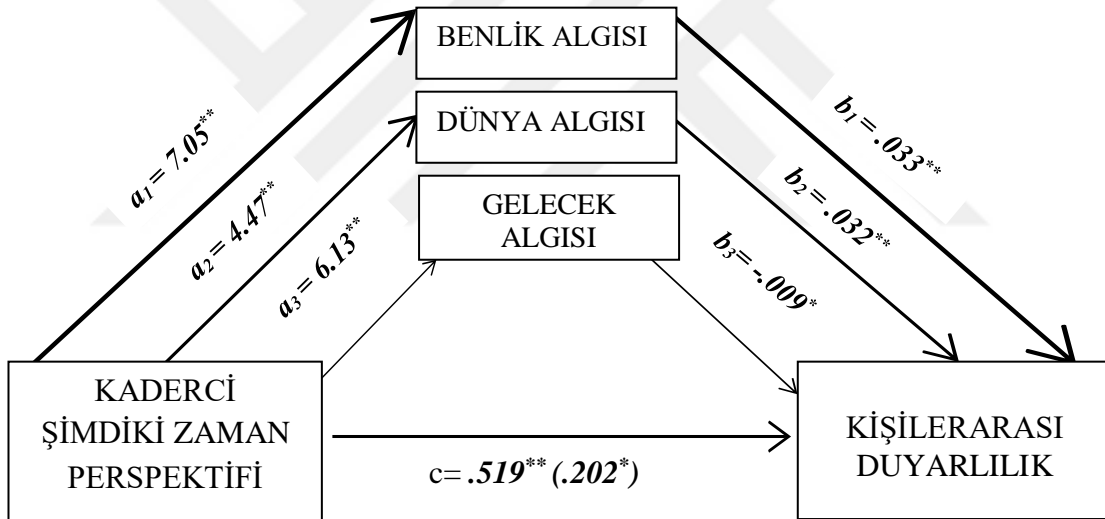 BENLİK ALGISI
DÜNYA ALGISI
GELECEK
ALGISI
a₁ = 7.05**
a₂ = 4.47**
a₃ = 6.13**
b₁ = .033**
b₂ = .032**
b₃= -.009*
KADERCİ
ŞİMDİKİ ZAMAN
PERSPEKTİFİ
c= .519** (.202*)
KİŞİLERARASI
DUYARLILIK